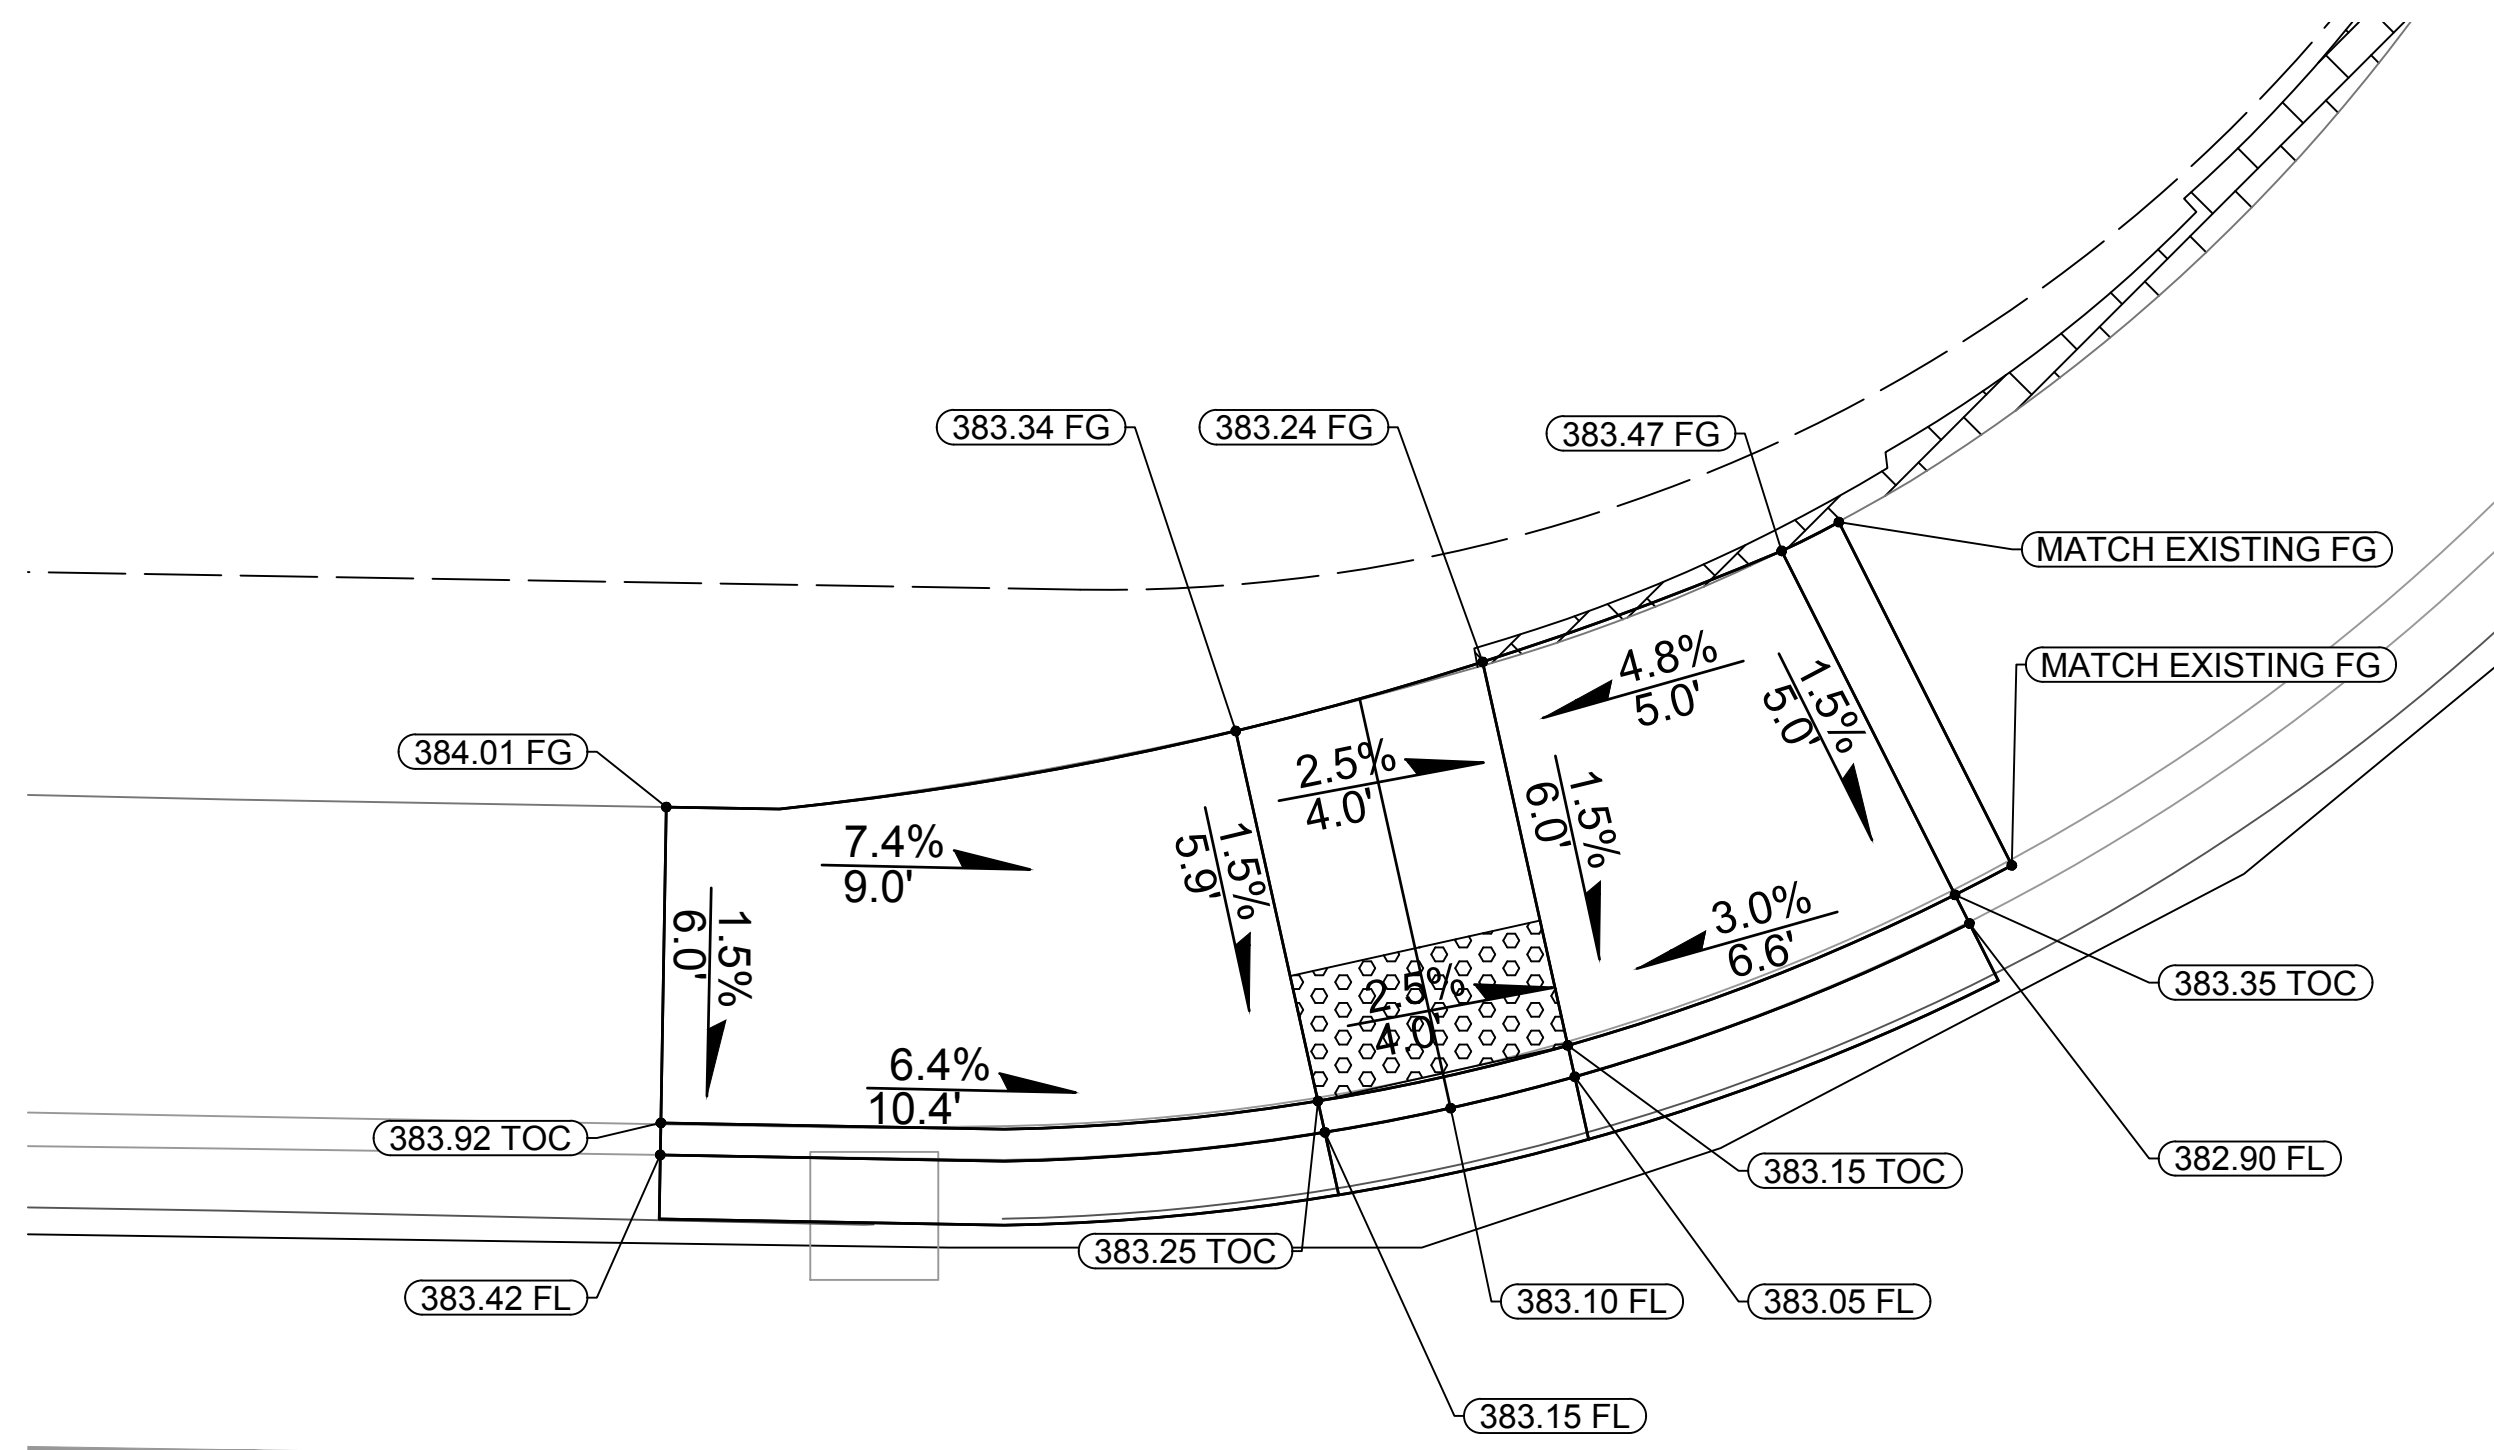 383.34 FG
383.24 FG
383.47 FG
MATCH EXISTING FG
MATCH EXISTING FG
384.01 FG
4.8%
5.0'
1.5%
5.0'
2.5%
4.0'
7.4%
9.0'
1.5%
5.9'
1.5%
6.0'
1.5%
6.0'
3.0%
6.6'
2.5%
4.0'
6.4%
10.4'
383.35 TOC
383.92 TOC
383.15 TOC
382.90 FL
383.25 TOC
383.42 FL
383.10 FL
383.05 FL
383.15 FL